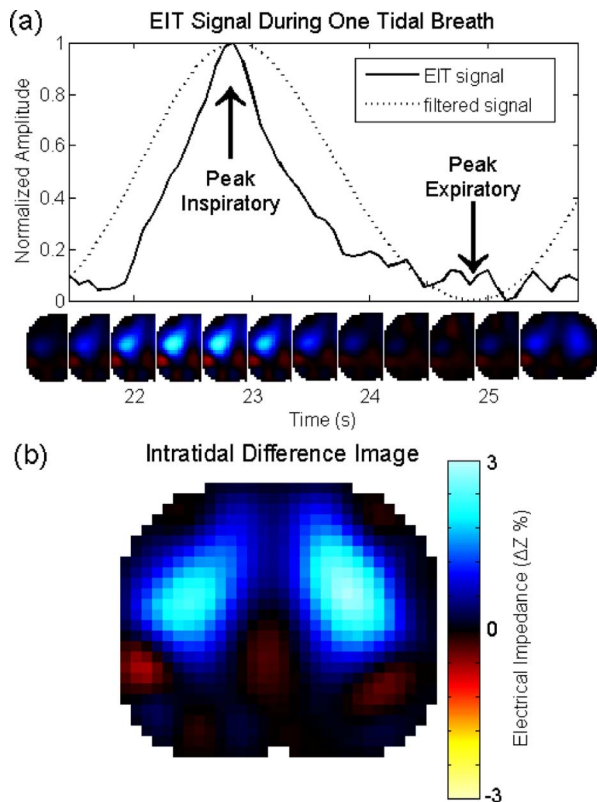 (a)
EIT Signal During One Tidal Breath
Normalized Amplitude
1
0.8
0.6
0.4
0.2
0
EIT signal
filtered signal
Peak
Inspiratory
Peak
Expiratory
22 23 24 25
Time (s)
(b)
Intratidal Difference Image
3
0
-3
Electrical Impedance (ΔZ %)